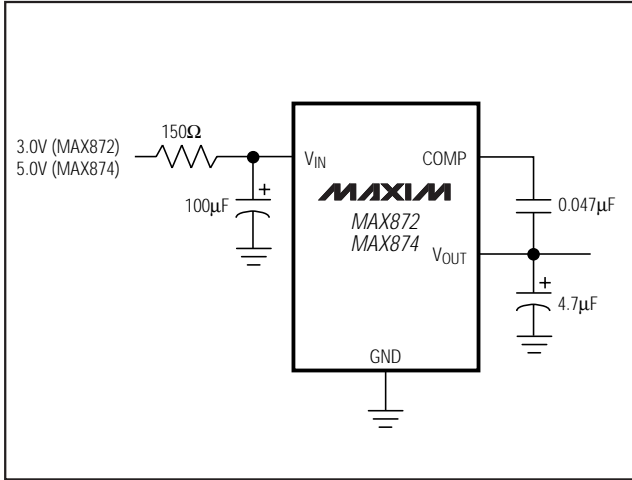 3.0V (MAX872)
5.0V (MAX874)
150Ω
+
100μF
VIN
COMP
MAXIM
MAX872
MAX874
VOUT
GND
0.047μF
+
4.7μF